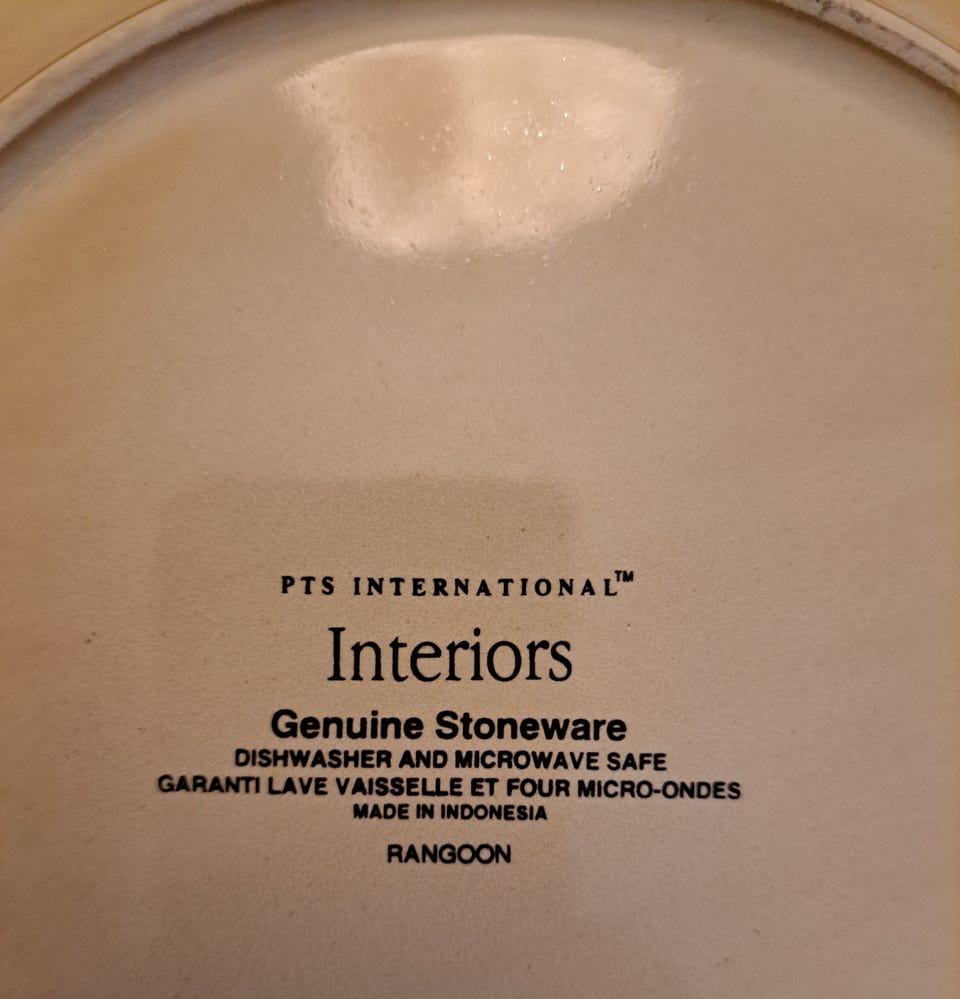 PTS INTERNATIONAL™
Interiors
Genuine Stoneware
DISHWASHER AND MICROWAVE SAFE
GARANTI LAVE VAISSELLE ET FOUR MICRO-ONDES
MADE IN INDONESIA
RANGOON